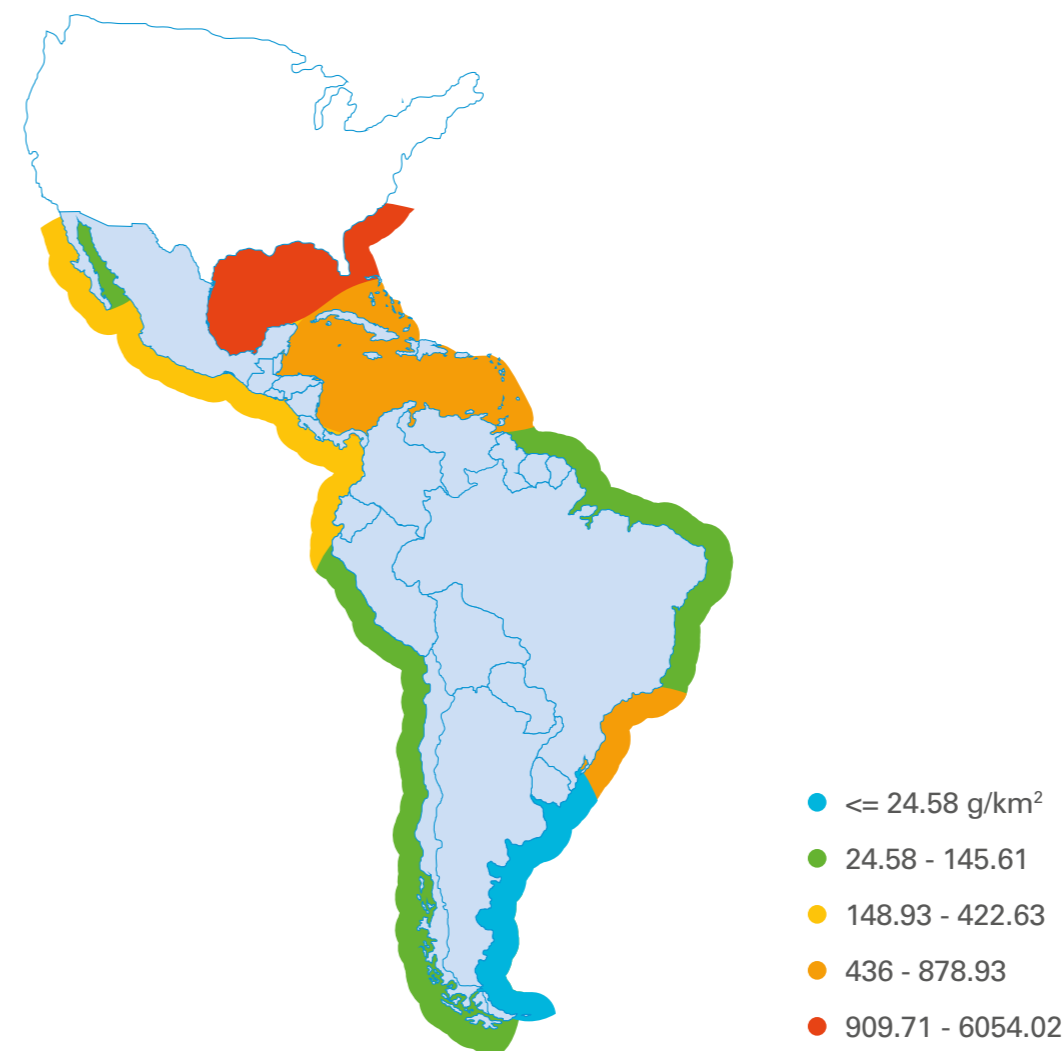 <= 24.58 g/km²
24.58 - 145.61
148.93 - 422.63
436 - 878.93
909.71 - 6054.02